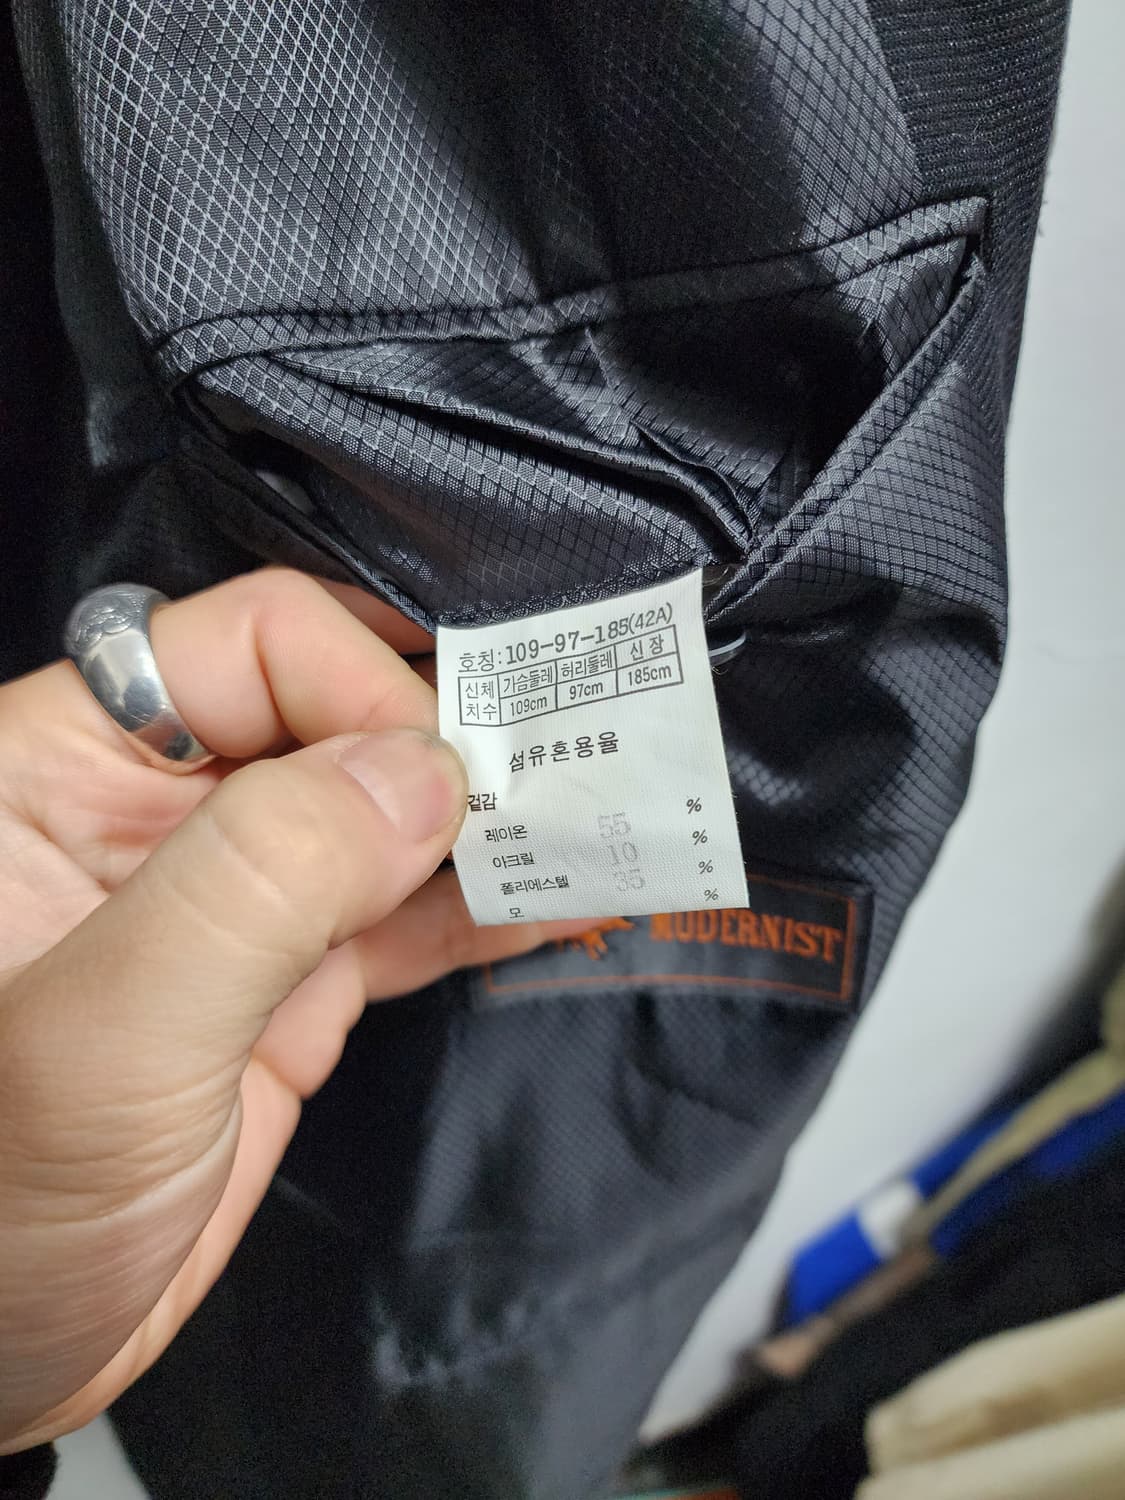 호칭:109-97-185(42A)
신체 치수 가슴둘레 허리둘레 신장
109cm 97cm 185cm
섬유혼용율
겉감 %
레이온 55 %
아크릴 10 %
폴리에스텔 35 %
모
MODERNIST